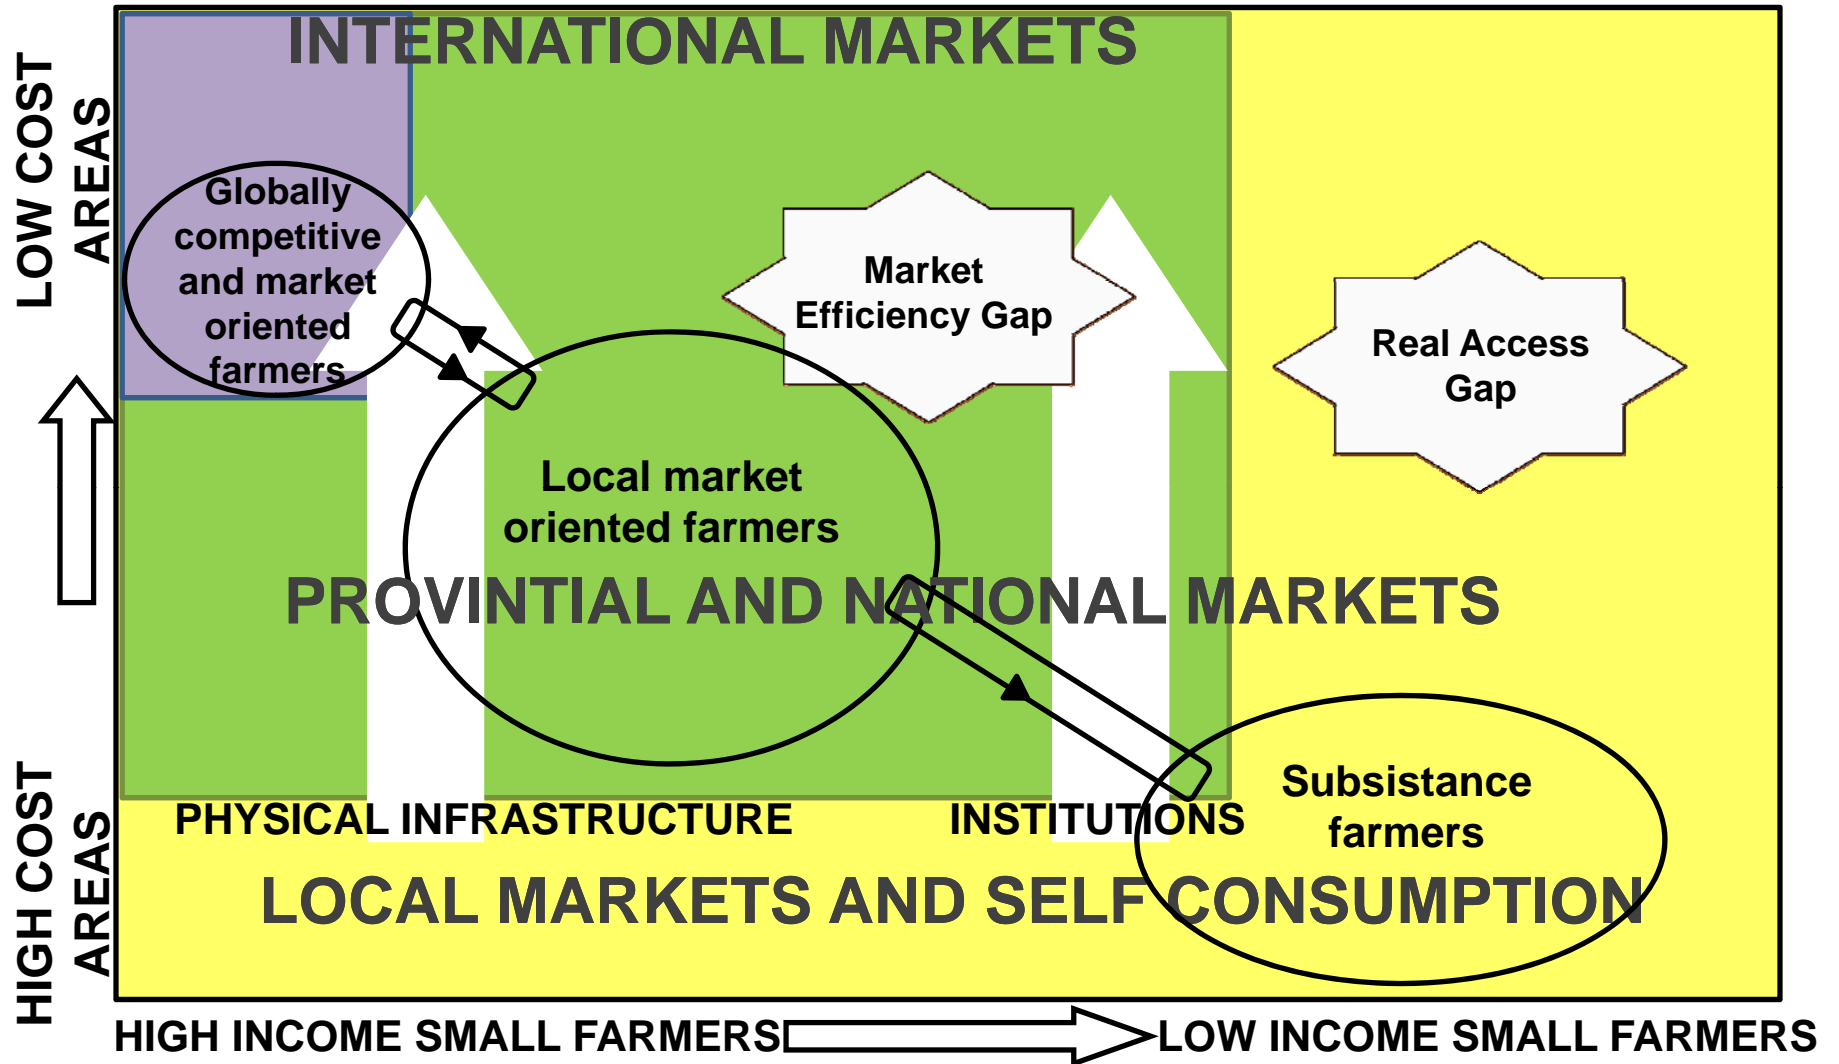 INTERNATIONAL MARKETS
LOW COST
AREAS
Globally
competitive
and market
oriented
farmers
Market
Efficiency Gap
Real Access
Gap
Local market
oriented farmers
PROVINTIAL AND NATIONAL MARKETS
HIGH COST
AREAS
Subsistance
farmers
PHYSICAL INFRASTRUCTURE
INSTITUTIONS
LOCAL MARKETS AND SELF CONSUMPTION
HIGH INCOME SMALL FARMERS
LOW INCOME SMALL FARMERS